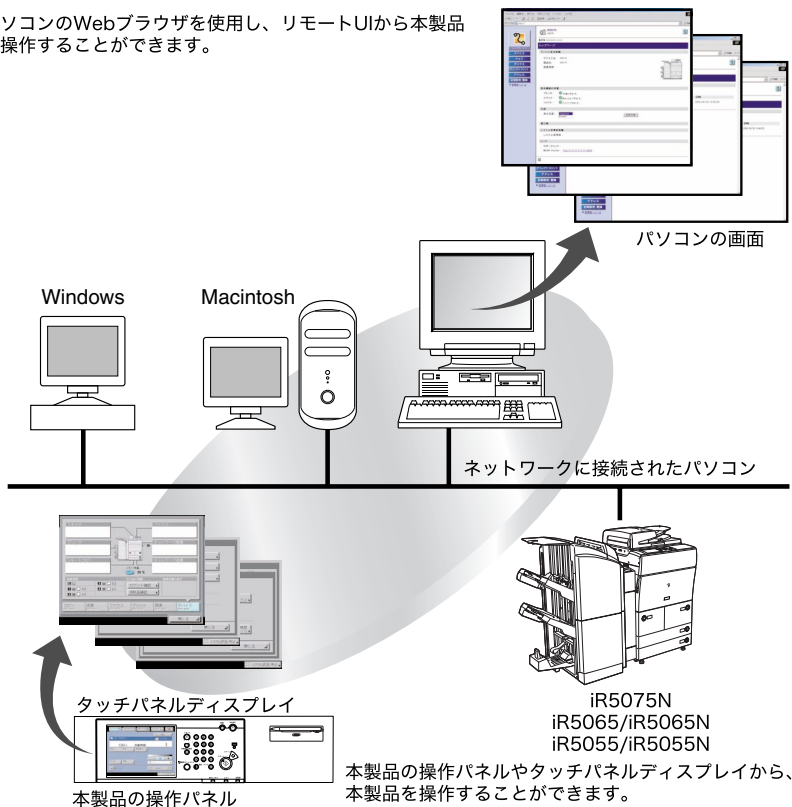 ソコンのWebブラウザを使用し、リモートUIから本製品
操作することができます。
パソコンの画面
Windows
Macintosh
ネットワークに接続されたパソコン
タッチパネルディスプレイ
本製品の操作パネル
iR5075N
iR5065/iR5065N
iR5055/iR5055N
本製品の操作パネルやタッチパネルディスプレイから、
本製品を操作することができます。